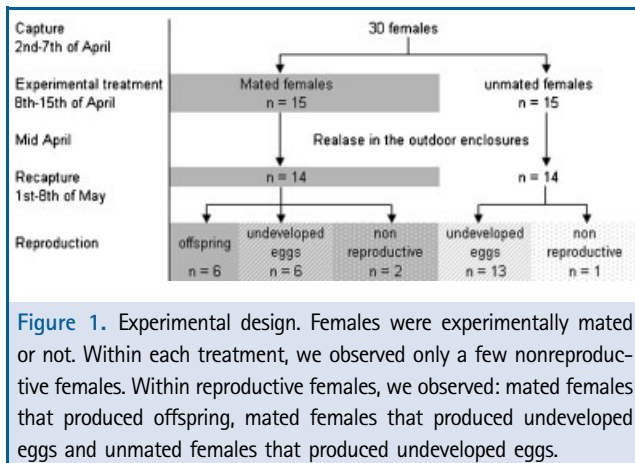 Capture
2nd-7th of April
30 females
Experimental treatment
8th-15th of April
Mated females
n = 15
unmated females
n = 15
Mid April
Realase in the outdoor enclosures
Recapture
1st-8th of May
n = 14
n = 14
Reproduction
offspring
n = 6
undeveloped
eggs
n = 6
non
reproductive
n = 2
undeveloped
eggs
n = 13
non
reproductive
n = 1
Figure 1. Experimental design. Females were experimentally mated
or not. Within each treatment, we observed only a few nonreproduc-
tive females. Within reproductive females, we observed: mated females
that produced offspring, mated females that produced undeveloped
eggs and unmated females that produced undeveloped eggs.